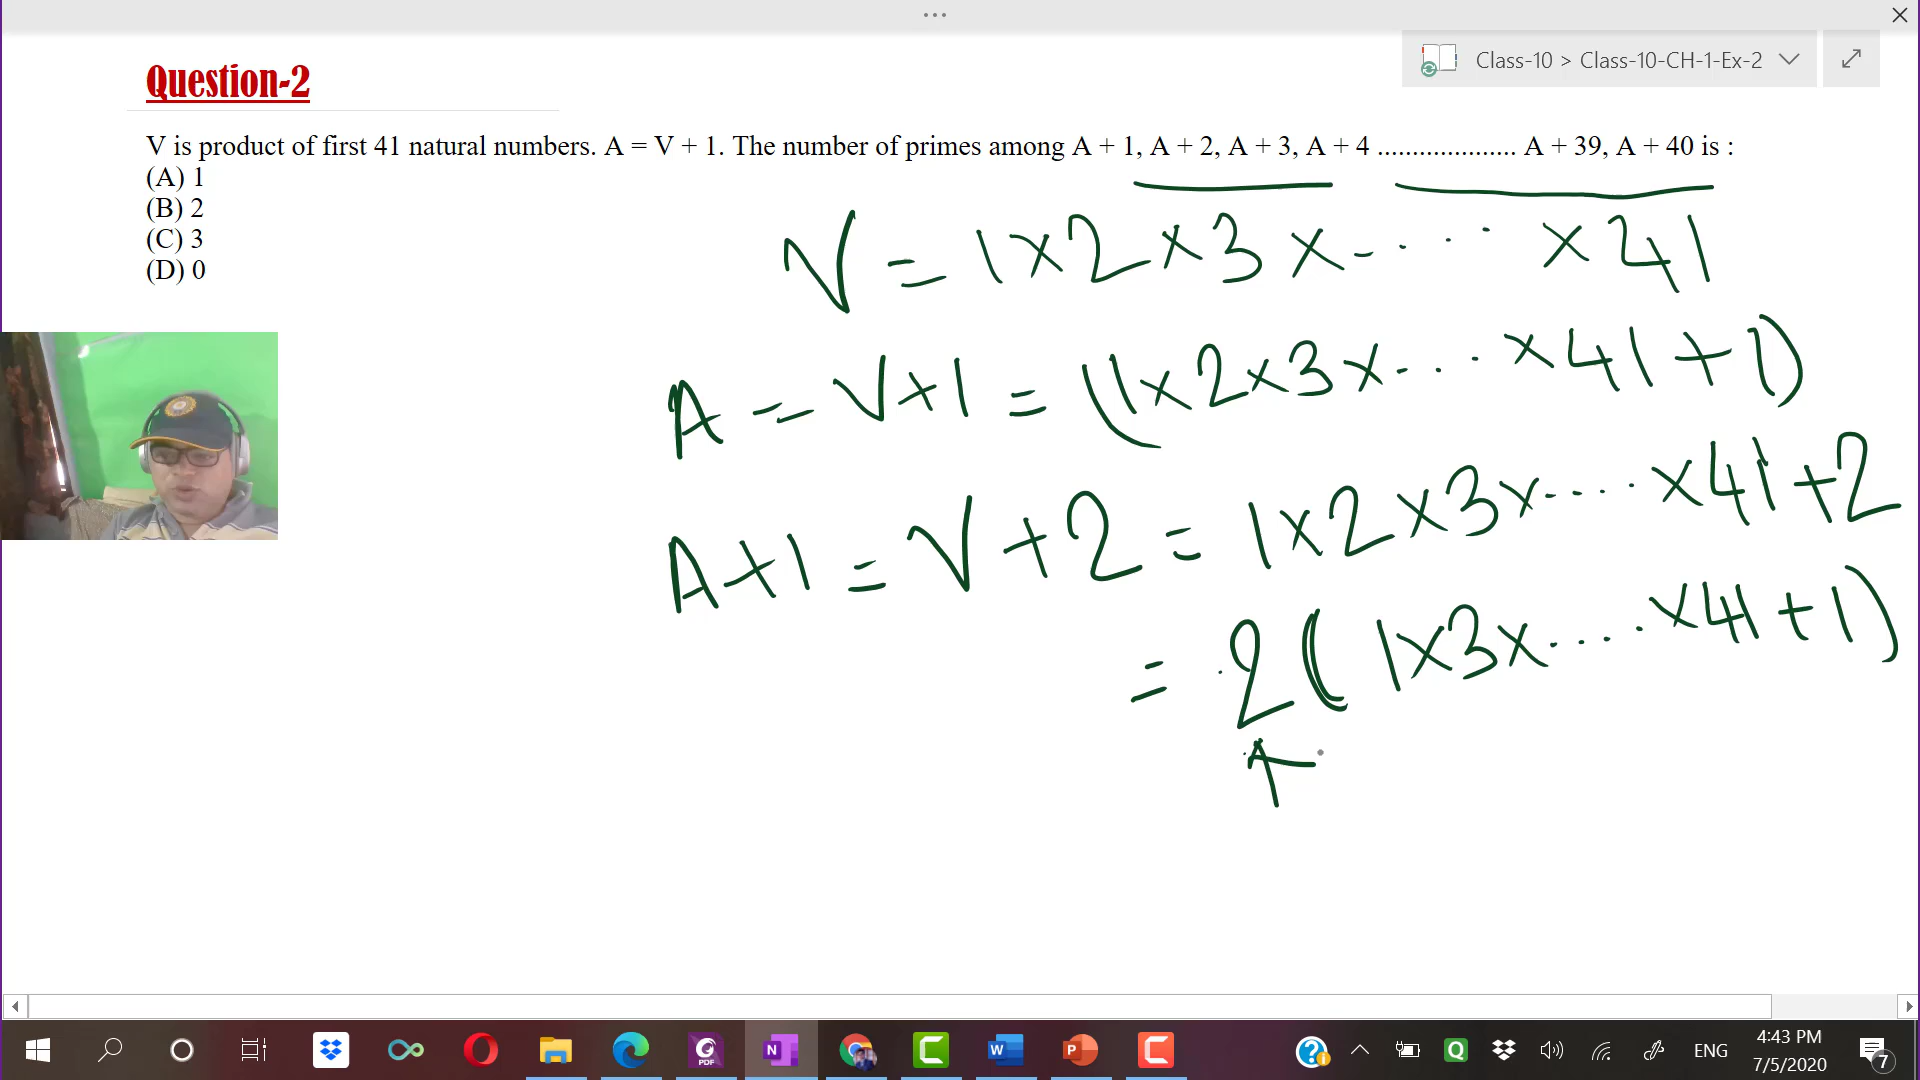 Class-10 > Class-10-CH-1-Ex-2
Question-2
V is product of first 41 natural numbers. A = V + 1. The number of primes among A + 1, A + 2, A + 3, A + 4 .................... A + 39, A + 40 is :
(A) 1
(B) 2
(C) 3
(D) 0
V = 1×2×3×.... ×41
A = V+1 = (1×2×3×... ×41+1)
A+1 = V+2 = 1×2×3×.... ×41+2
= 2(1×3×....×41+1)
PDF
N
W
P
Q
ENG
4:43 PM
7/5/2020
7